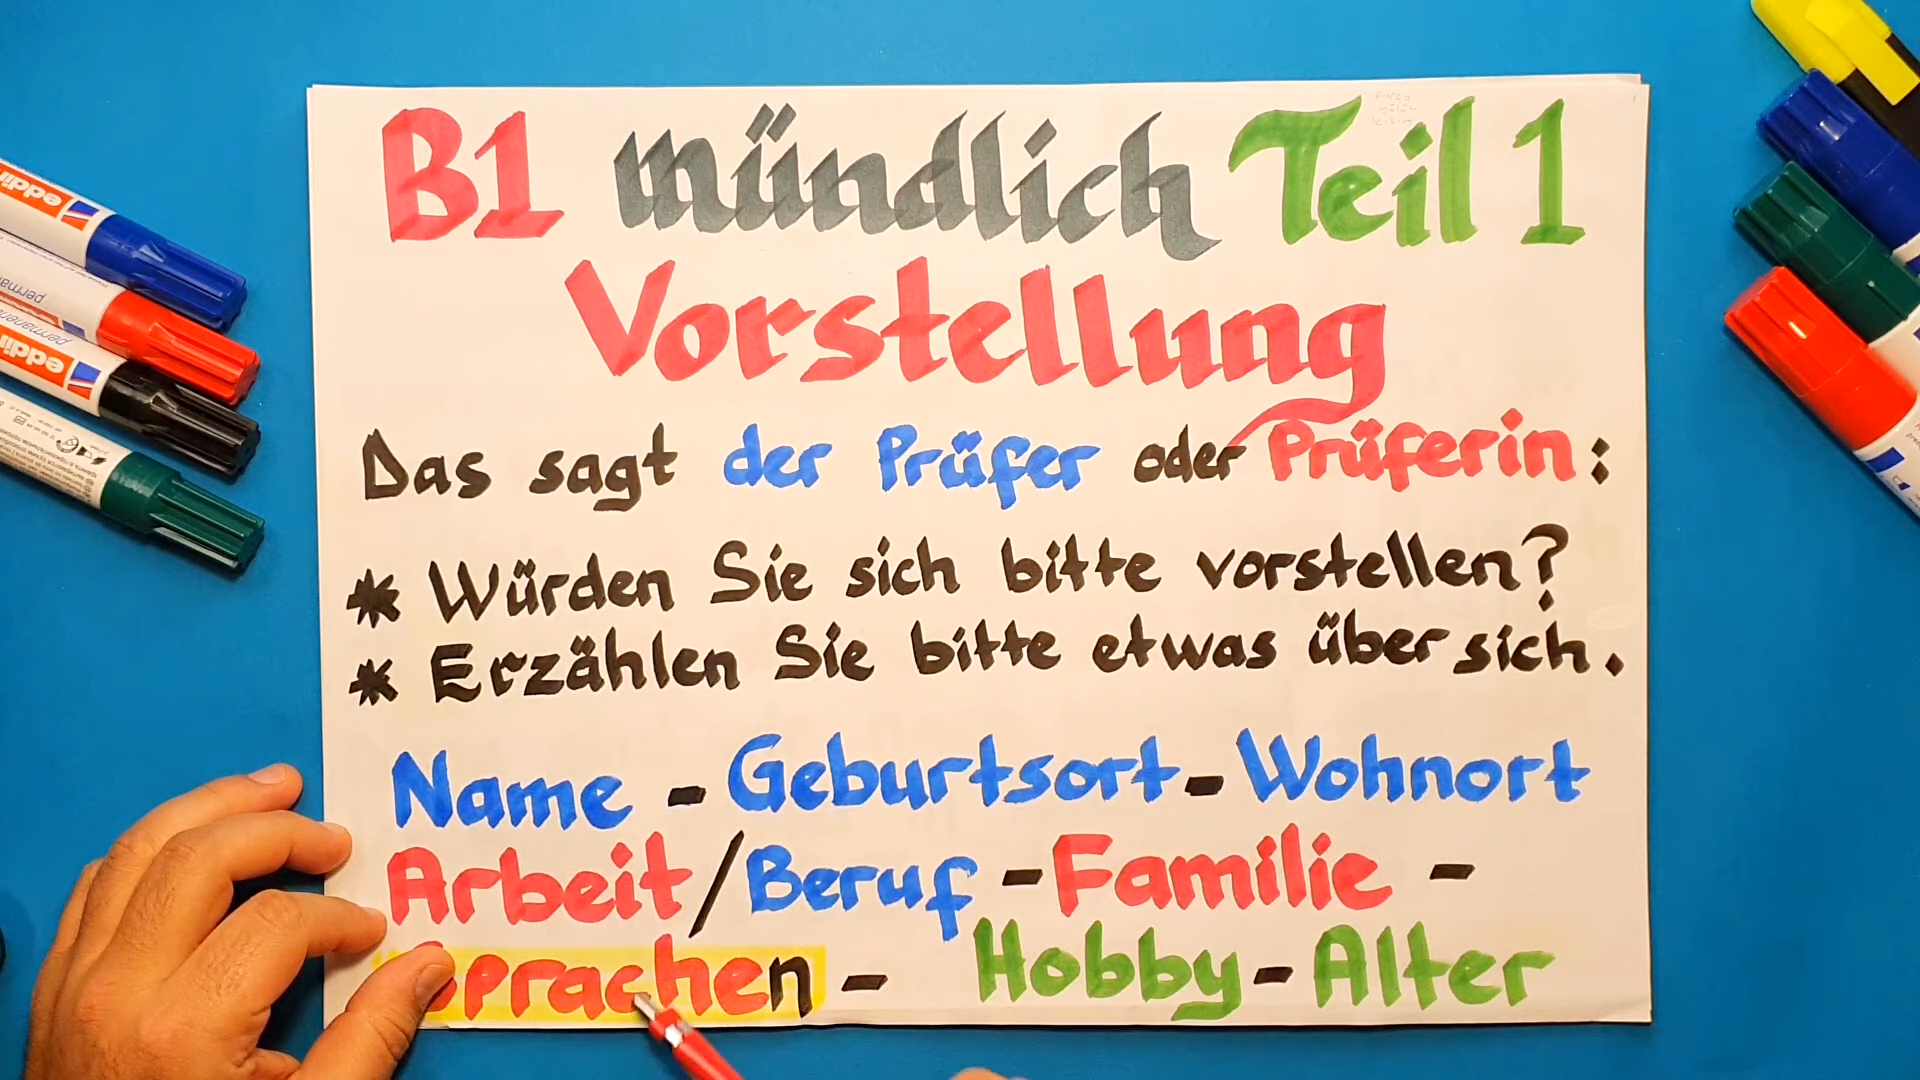 B1 mündlich Teil 1
Vorstellung
Das sagt der Prüfer oder Prüferin:
* Würden Sie sich bitte vorstellen?
* Erzählen Sie bitte etwas über sich.
Name - Geburtsort - Wohnort
Arbeit / Beruf - Familie -
Sprachen - Hobby - Alter